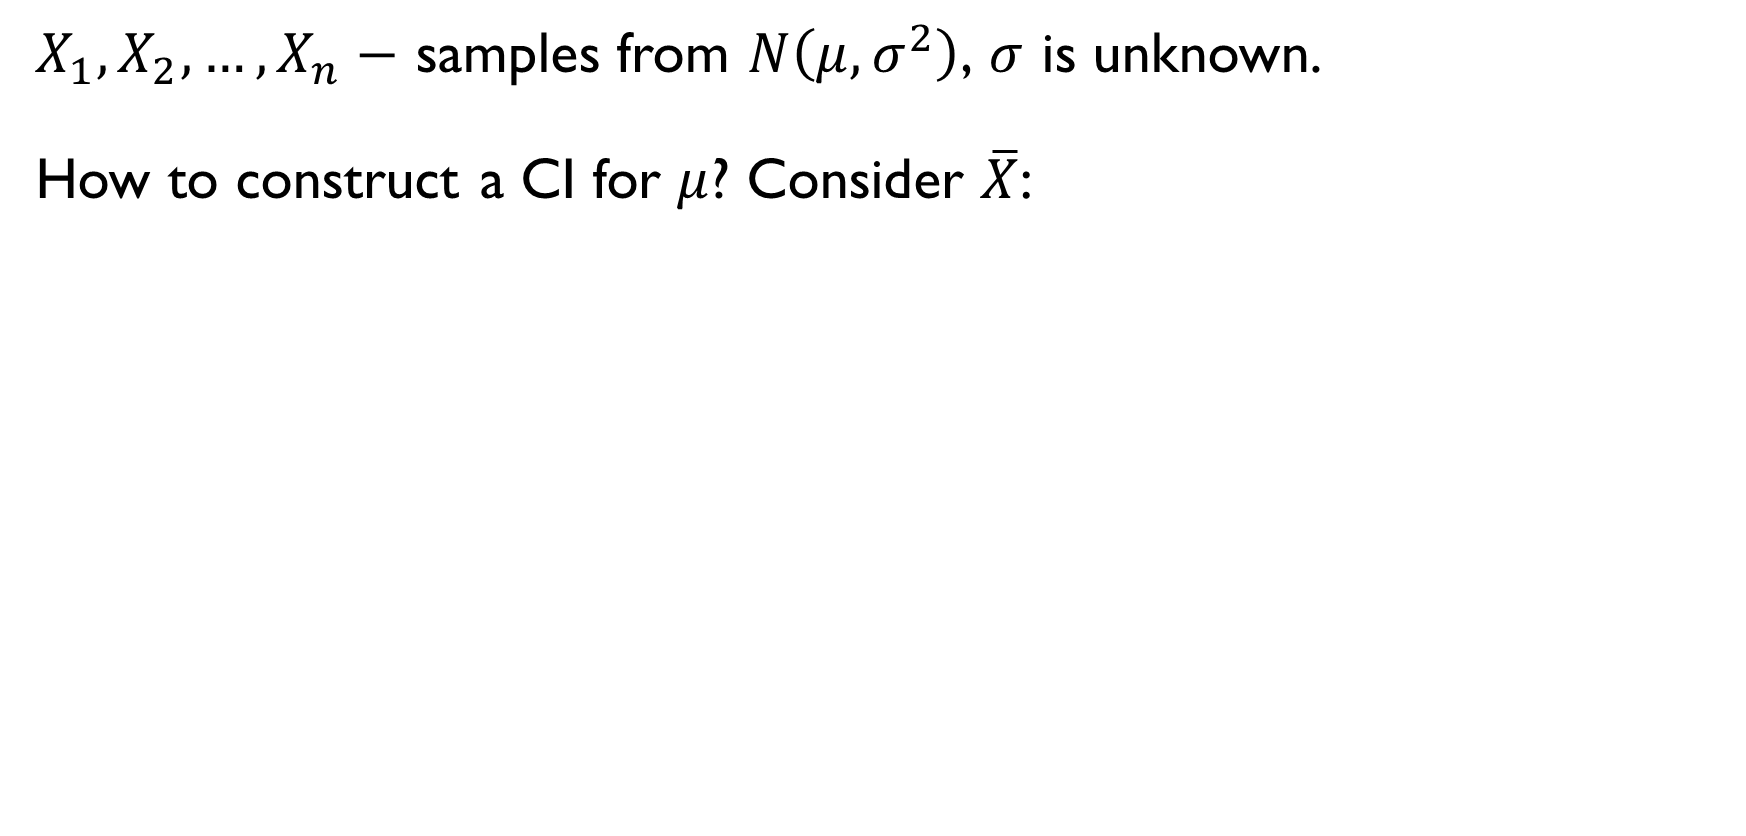 X₁, X₂, … , Xₙ − samples from N(μ, σ²), σ is unknown.
How to construct a CI for μ? Consider X̄: